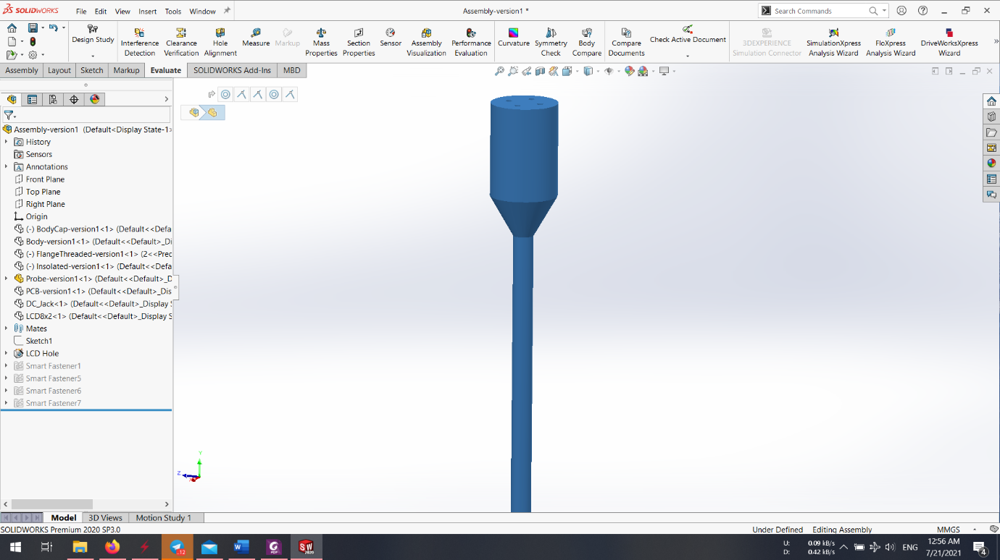 SOLIDWORKS File Edit View Insert Tools Window Assembly-version1 * Search Commands
Design Study
Interference Detection
Clearance Verification
Hole Alignment
Measure
Markup
Mass Properties
Section Properties
Sensor
Assembly Visualization
Performance Evaluation
Curvature
Symmetry Check
Body Compare
Compare Documents
Check Active Document
3DEXPERIENCE Simulation Connector
SimulationXpress Analysis Wizard
FloXpress Analysis Wizard
DriveWorksXpress Wizard
Assembly Layout Sketch Markup Evaluate SOLIDWORKS Add-Ins MBD
Assembly-version1 (Default<Display State-1>
History
Sensors
Annotations
Front Plane
Top Plane
Right Plane
Origin
(-) BodyCap-version1<1> (Default<<Defa
Body-version1<1> (Default<<Default>_Di
(-) FlangeThreaded-version1<1> (2<<Prec
(-) Insolated-version1<1> (Default<<Defa
Probe-version1<1> (Default<<Default>_D
PCB-version1<1> (Default<<Default>_Dis
DC_Jack<1> (Default<<Default>_Display S
LCD8x2<1> (Default<<Default>_Display S
Mates
Sketch1
LCD Hole
Smart Fastener1
Smart Fastener5
Smart Fastener6
Smart Fastener7
Y
Z
X
Model 3D Views Motion Study 1
SOLIDWORKS Premium 2020 SP3.0 Under Defined Editing Assembly MMGS
U: 0.09 kB/s
D: 0.42 kB/s
ENG
12:56 AM
7/21/2021
12
W
PDF
SW
2020
4